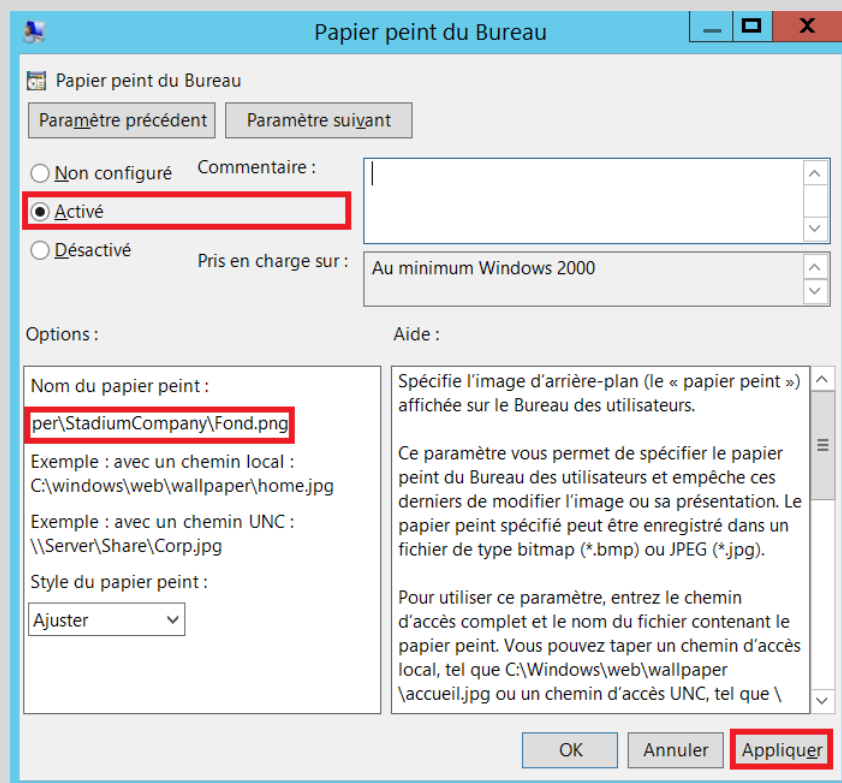 Papier peint du Bureau
Papier peint du Bureau
Paramètre précédent
Paramètre suivant
Non configuré
Commentaire :
Activé
Désactivé
Pris en charge sur :
Au minimum Windows 2000
Options :
Aide :
Nom du papier peint :
per\StadiumCompany\Fond.png
Exemple : avec un chemin local :
C:\windows\web\wallpaper\home.jpg
Exemple : avec un chemin UNC :
\\Server\Share\Corp.jpg
Style du papier peint :
Ajuster
Spécifie l'image d'arrière-plan (le « papier peint »)
affichée sur le Bureau des utilisateurs.
Ce paramètre vous permet de spécifier le papier
peint du Bureau des utilisateurs et empêche ces
derniers de modifier l'image ou sa présentation. Le
papier peint spécifié peut être enregistré dans un
fichier de type bitmap (*.bmp) ou JPEG (*.jpg).
Pour utiliser ce paramètre, entrez le chemin
d'accès complet et le nom du fichier contenant le
papier peint. Vous pouvez taper un chemin d'accès
local, tel que C:\Windows\web\wallpaper
\accueil.jpg ou un chemin d'accès UNC, tel que \
OK
Annuler
Appliquer